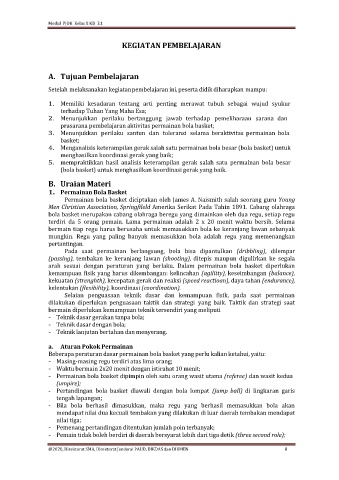 Modul PJOK Kelas X KD 3.1
KEGIATAN PEMBELAJARAN
A. Tujuan Pembelajaran
Setelah melaksanakan kegiatan pembelajaran ini, peserta didik diharapkan mampu:
1. Memiliki kesadaran tentang arti penting merawat tubuh sebagai wujud syukur
terhadap Tuhan Yang Maha Esa;
2. Menunjukkan perilaku bertanggung jawab terhadap pemeliharaan sarana dan
prasarana pembelajaran aktivitas permainan bola basket;
3. Menunjukkan perilaku santun dan toleransi selama beraktivitas permainan bola
basket;
4. Menganalisis keterampilan gerak salah satu permainan bola besar (bola basket) untuk
menghasilkan koordinasi gerak yang baik;
5. mempraktikkan hasil analisis keterampilan gerak salah satu permainan bola besar
(bola basket) untuk menghasilkan koordinasi gerak yang baik.
B. Uraian Materi
1. Permainan Bola Basket
Permainan bola basket diciptakan oleh James A. Naismith salah seorang guru Young
Men Christian Association, Springfield Amerika Serikat Pada Tahin 1891. Cabang olahraga
bola basket merupakan cabang olahraga beregu yang dimainkan oleh dua regu, setiap regu
terdiri da 5 orang pemain. Lama permainan adalah 2 x 20 menit waktu bersih. Selama
bermain tiap regu harus berusaha untuk memasukkan bola ke keranjang lawan sebanyak
mungkin. Regu yang paling banyak memasukkan bola adalah regu yang memenangkan
pertandingan.
Pada saat permainan berlangsung, bola bisa dipantulkan (dribbling), dilempar
(passing), tembakan ke keranjang lawan (shooting), ditepis maupun digulirkan ke segala
arah sesuai dengan peraturan yang berlaku. Dalam permainan bola basket diperlukan
kemampuan fisik yang harus dikembangan: kelincahan (agility), keseimbangan (balance),
kekuatan (strenghth), kecepatan gerak dan reaksi (speed reactions), daya tahan (endurance),
kelentukan (flexibility), koordinasi (coordination).
Selaian penguasaan teknik dasar dan kemampuan fisik, pada saat permainan
dilakukan diperlukan penguasaan taktik dan strategi yang baik. Taktik dan strategi saat
bermain diperlukan kemampuan teknik tersendiri yang meliputi
- Teknik dasar gerakan tanpa bola;
- Teknik dasar dengan bola;
- Teknik lanjutan bertahan dan menyerang.
a. Aturan Pokok Permainan
Beberapa peraturan dasar permainan bola basket yang perlu kalian ketahui, yaitu:
- Masing-masing regu terdiri atas lima orang;
- Waktu bermain 2x20 menit dengan istirahat 10 menit;
- Permainan bola basket dipimpin oleh satu orang wasit utama (referee) dan wasit kedua
(umpire);
- Pertandingan bola basket diawali dengan bola lompat (jump ball) di lingkaran garis
tengah lapangan;
- Bila bola berhasil dimasukkan, maka regu yang berhasil memasukkan bola akan
mendapat nilai dua kecuali tembakan yang dilakukan di luar daerah tembakan mendapat
nilai tiga;
- Pemenang pertandingan ditentukan jumlah poin terbanyak;
- Pemain tidak boleh berdiri di daerah bersyarat lebih dari tiga detik (three second role);
@2020, Direktorat SMA, Direktorat Jenderal PAUD, DIKDAS dan DIKMEN 8